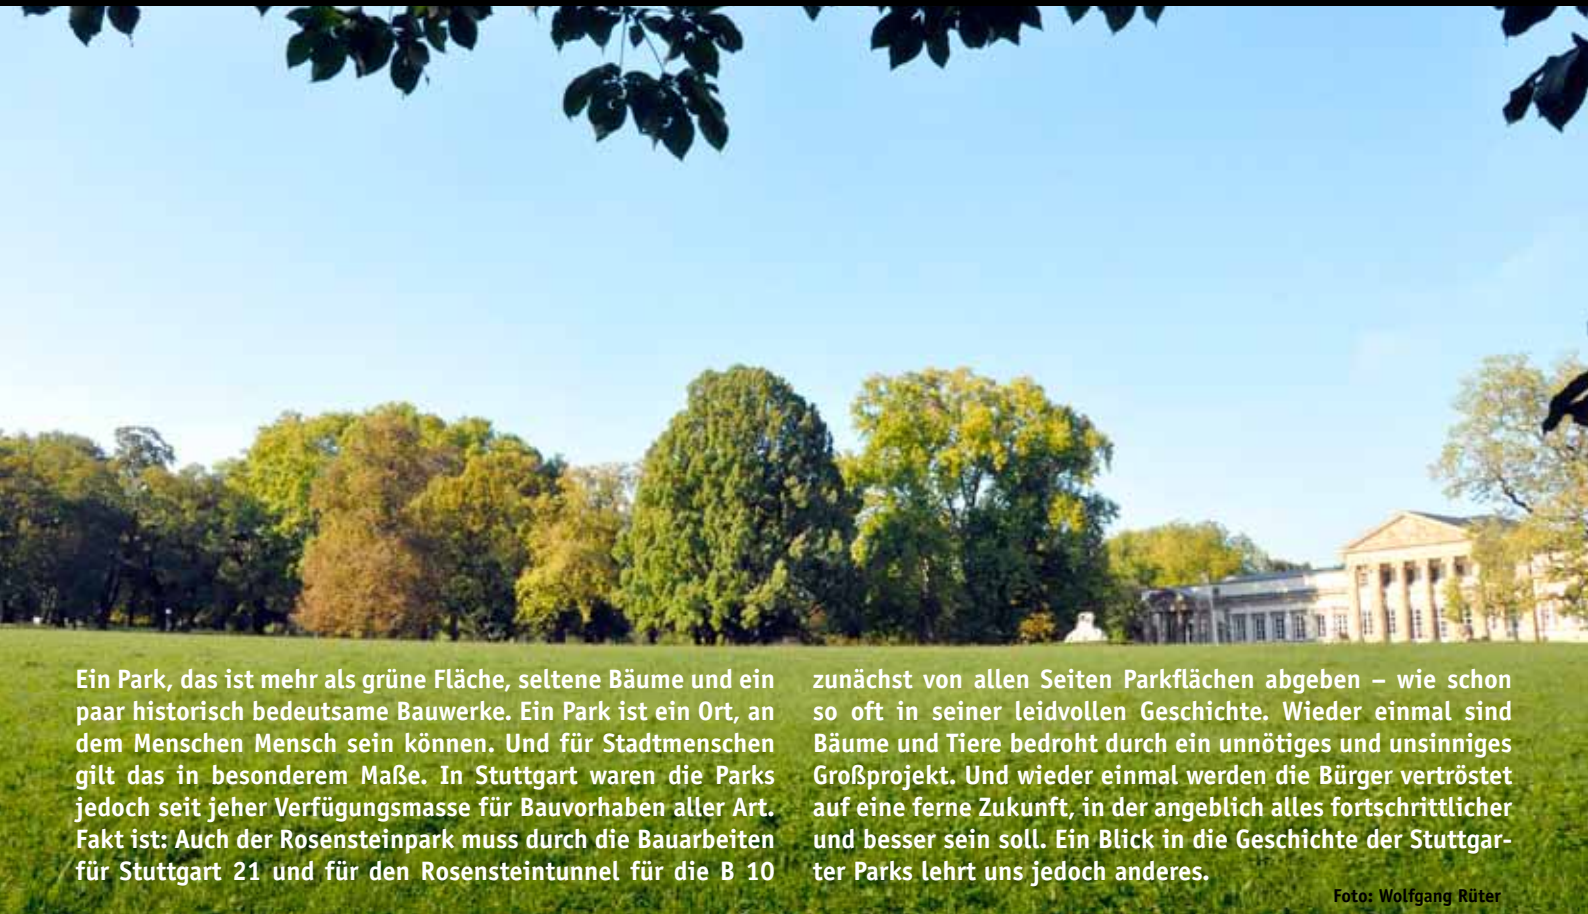 Ein Park, das ist mehr als grüne Fläche, seltene Bäume und ein
paar historisch bedeutsame Bauwerke. Ein Park ist ein Ort, an
dem Menschen Mensch sein können. Und für Stadtmenschen
gilt das in besonderem Maße. In Stuttgart waren die Parks
jedoch seit jeher Verfügungsmasse für Bauvorhaben aller Art.
Fakt ist: Auch der Rosensteinpark muss durch die Bauarbeiten
für Stuttgart 21 und für den Rosensteintunnel für die B 10
zunächst von allen Seiten Parkflächen abgeben – wie schon
so oft in seiner leidvollen Geschichte. Wieder einmal sind
Bäume und Tiere bedroht durch ein unnötiges und unsinniges
Großprojekt. Und wieder einmal werden die Bürger vertröstet
auf eine ferne Zukunft, in der angeblich alles fortschrittlicher
und besser sein soll. Ein Blick in die Geschichte der Stuttgar-
ter Parks lehrt uns jedoch anderes.
Foto: Wolfgang Rüter